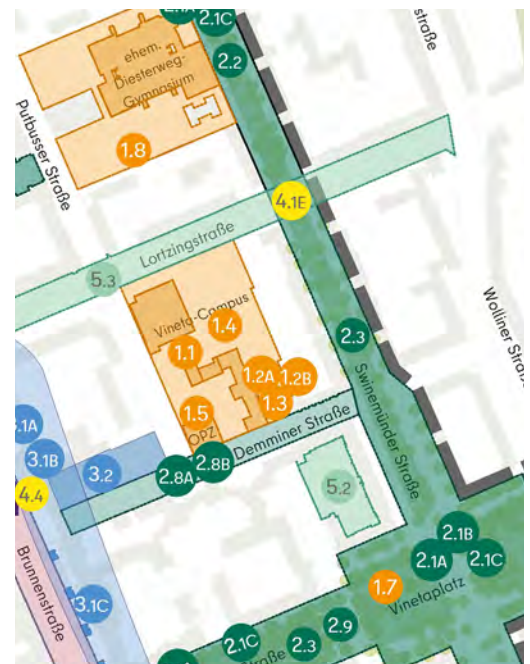 2.1A
2.1C
2.2
ehem.
Diesterweg-
Gymnasium
straße
Putbusser Straße
1.8
4.1E
Lortzingstraße
5.3
Wolliner Straße
Vineta-Campus
1.4
1.1
2.3
1.2A
1.2B
1.3
1.5
OPZ
Swinemünder Straße
Demminer Straße
3.1A
3.1B
3.2
2.8A
2.8B
5.2
4.4
2.1B
2.1A
2.1C
Brunnenstraße
1.7
Vinetaplatz
3.1C
2.9
2.3
2.1C
Straße